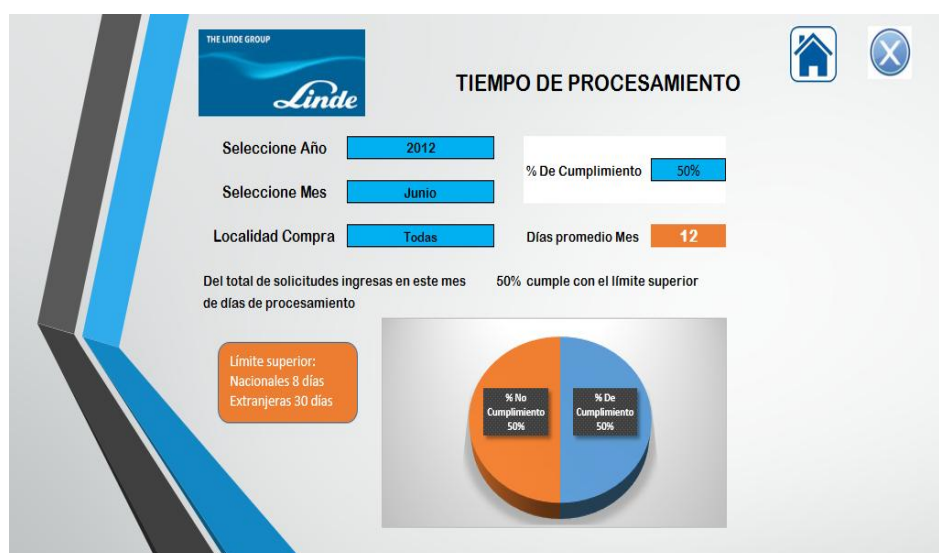 THE LINDE GROUP
Linde
TIEMPO DE PROCESAMIENTO
Seleccione Año 2012
% De Cumplimiento 50%
Seleccione Mes Junio
Localidad Compra Todas
Días promedio Mes 12
Del total de solicitudes ingresas en este mes 50% cumple con el límite superior
de días de procesamiento
Límite superior:
Nacionales 8 días
Extranjeras 30 días
% No
Cumplimiento
50%
% De
Cumplimiento
50%